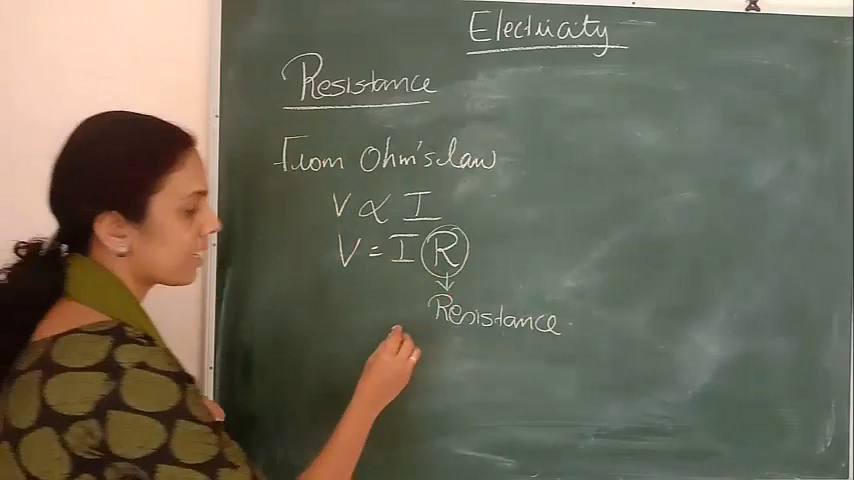 Electricity
Resistance
From Ohm's law
V ∝ I
V = I R
Resistance